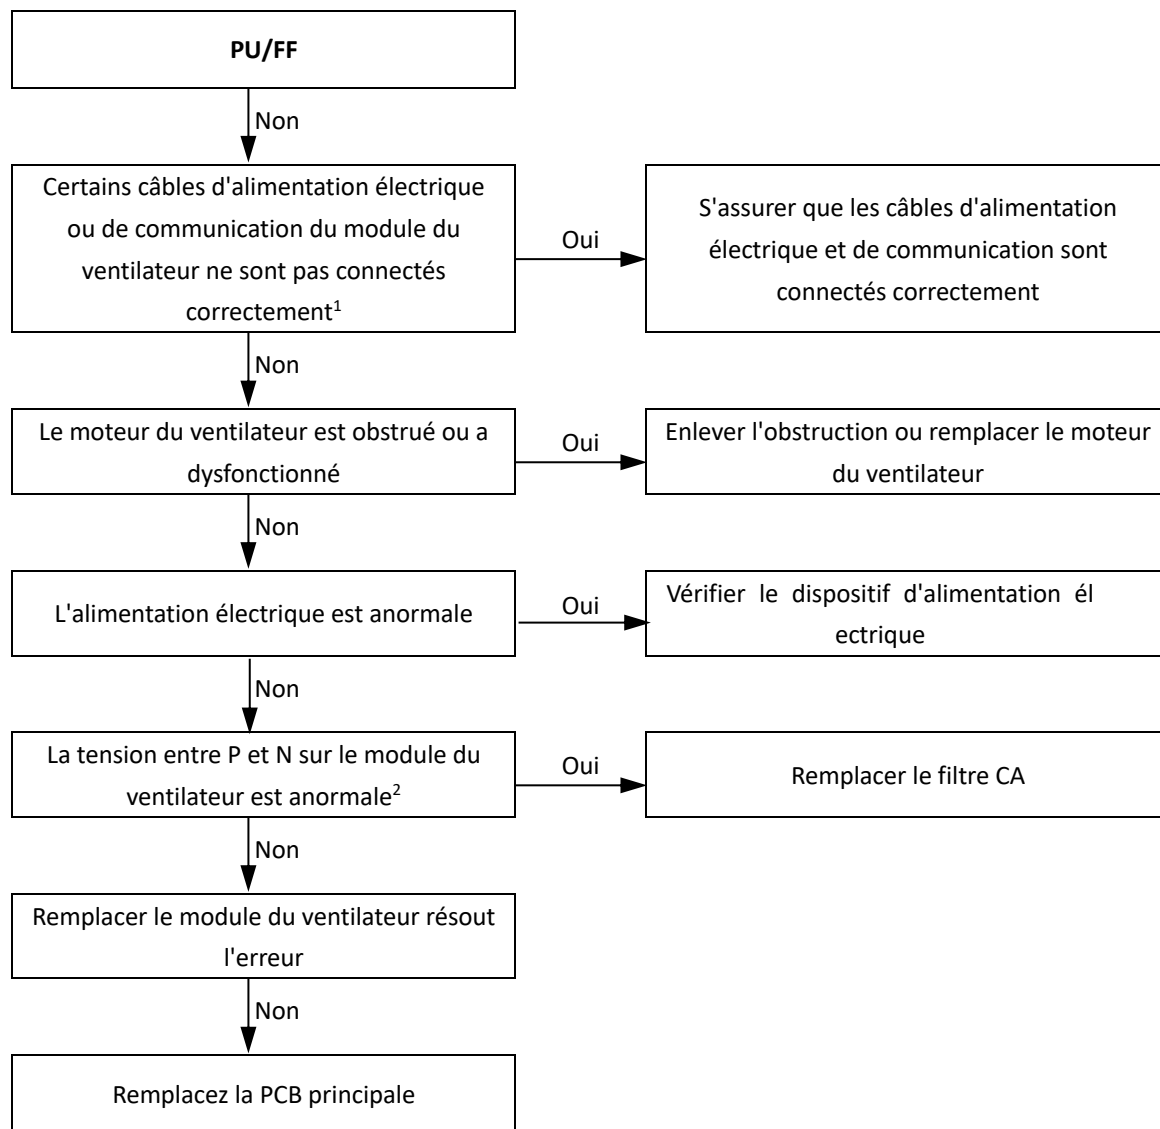 PU/FF
Non
Certains câbles d'alimentation électrique
ou de communication du module du
ventilateur ne sont pas connectés
correctement1
Oui
S'assurer que les câbles d'alimentation
électrique et de communication sont
connectés correctement
Non
Le moteur du ventilateur est obstrué ou a
dysfonctionné
Oui
Enlever l'obstruction ou remplacer le moteur
du ventilateur
Non
L'alimentation électrique est anormale
Oui
Vérifier le dispositif d'alimentation él
ectrique
Non
La tension entre P et N sur le module du
ventilateur est anormale2
Oui
Remplacer le filtre CA
Non
Remplacer le module du ventilateur résout
l'erreur
Non
Remplacez la PCB principale